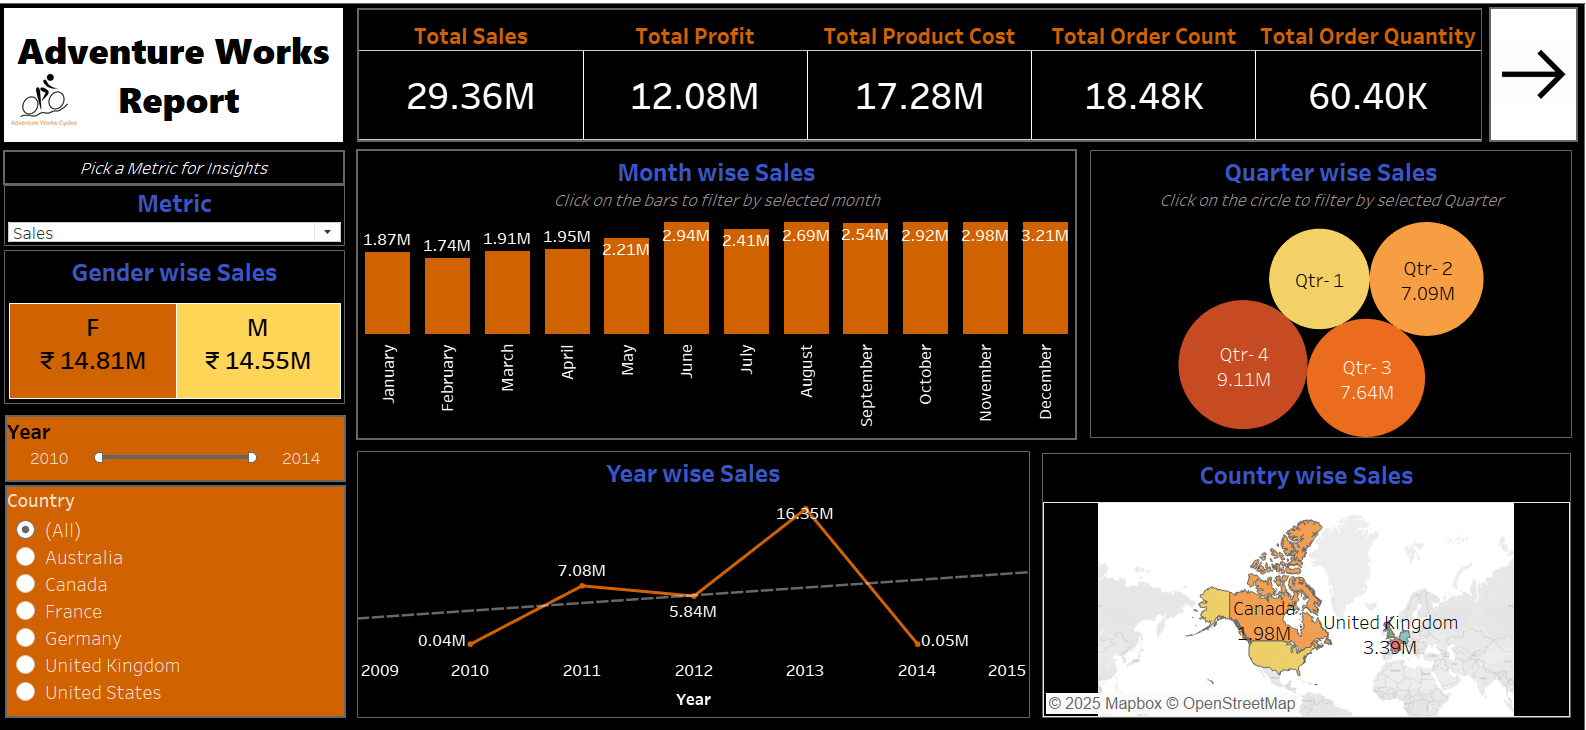 Adventure Works
Report
Adventure Works Cycles
Total Sales
29.36M
Total Profit
12.08M
Total Product Cost
17.28M
Total Order Count
18.48K
Total Order Quantity
60.40K
Pick a Metric for Insights
Metric
Sales
Gender wise Sales
F
₹ 14.81M
M
₹ 14.55M
Year
2010
2014
Country
(All)
Australia
Canada
France
Germany
United Kingdom
United States
Month wise Sales
Click on the bars to filter by selected month
1.87M
1.74M
1.91M
1.95M
2.21M
2.94M
2.41M
2.69M
2.54M
2.92M
2.98M
3.21M
January
February
March
April
May
June
July
August
September
October
November
December
Quarter wise Sales
Click on the circle to filter by selected Quarter
Qtr- 1
Qtr- 2
7.09M
Qtr- 4
9.11M
Qtr- 3
7.64M
Year wise Sales
16.35M
7.08M
5.84M
0.04M
0.05M
2009
2010
2011
2012
2013
2014
2015
Year
Country wise Sales
Canada
1.98M
United Kingdom
3.39M
© 2025 Mapbox © OpenStreetMap